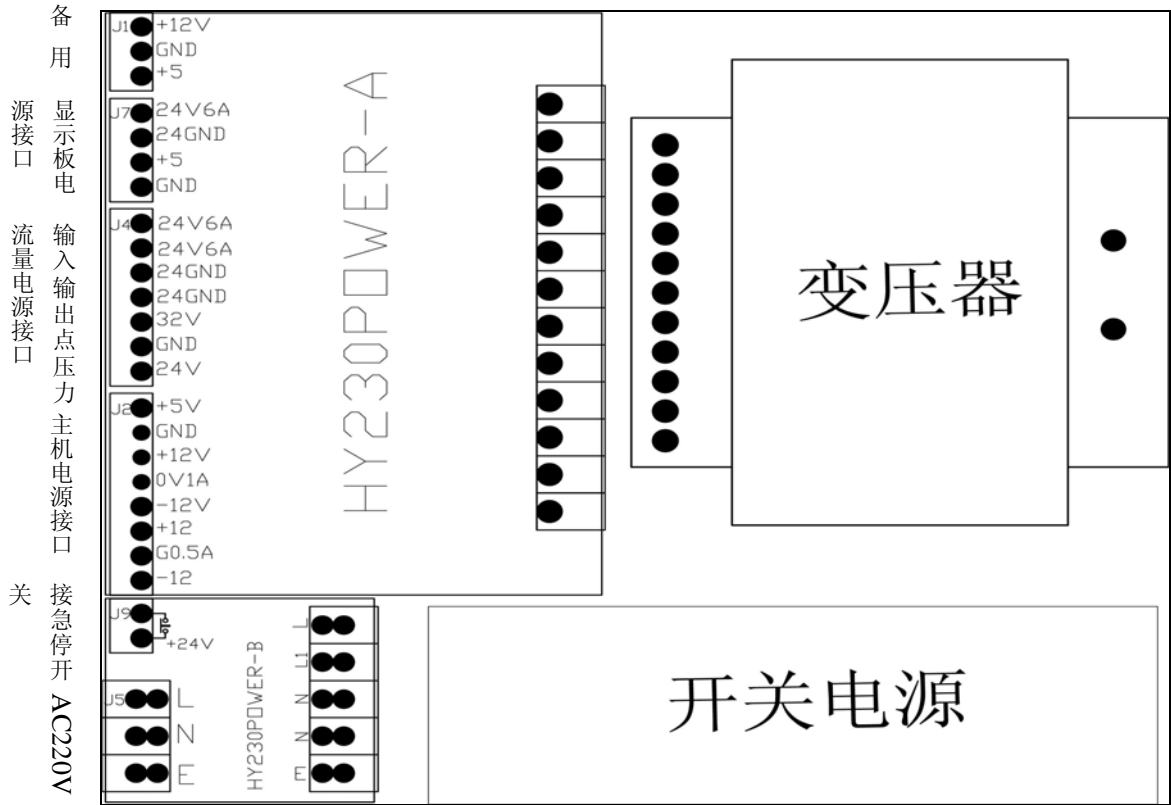 备用
显示板电
源接口
输入输出点压力
流量电源接口
主机电源接口
接急停开
关
AC220V
J1
+12V
GND
+5
J7
24V6A
24GND
+5
GND
J4
24V6A
24V6A
24GND
24GND
32V
GND
24V
J2
+5V
GND
+12V
0V1A
-12V
+12
G0.5A
-12
HY230POWER-A
变压器
J9
+24V
J5
L
N
E
HY230POWER-B
L
L1
N
N
E
开关电源